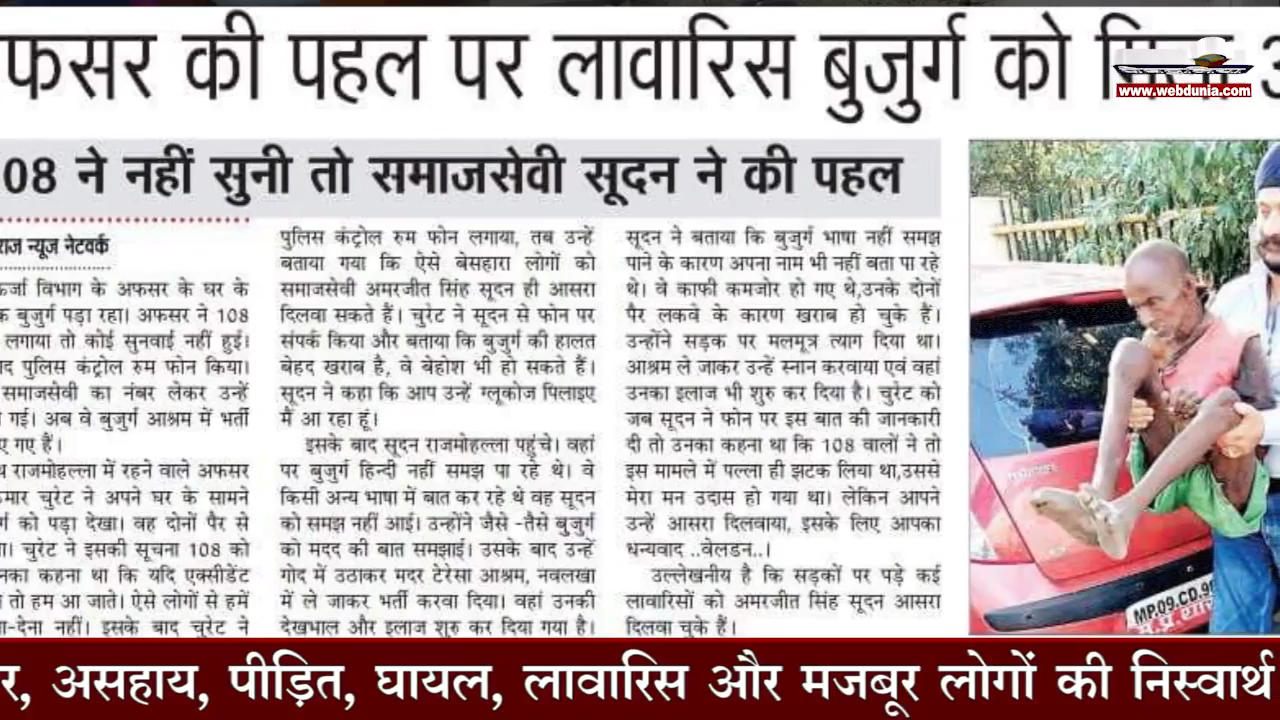 फसर की पहल पर लावारिस बुजुर्ग को
www.webdunia.com
08 ने नहीं सुनी तो समाजसेवी सूदन ने की पहल
राज न्यूज नेटवर्क
ऊर्जा विभाग के अफसर के घर के
क बुजुर्ग पड़ा रहा। अफसर ने 108
लगाया तो कोई सुनवाई नहीं हुई।
द पुलिस कंट्रोल रुम फोन किया।
समाजसेवी का नंबर लेकर उन्हें
गई। अब वे बुजुर्ग आश्रम में भर्ती
ए गए हैं।
राजमोहल्ला में रहने वाले अफसर
मार चुरेट ने अपने घर के सामने
र्ग को पड़ा देखा। वह दोनों पैर से
ा। चुरेट ने इसकी सूचना 108 को
नका कहना था कि यदि एक्सीडेंट
तो हम आ जाते। ऐसे लोगों से हमें
ा-देना नहीं। इसके बाद चुरेट ने
पुलिस कंट्रोल रुम फोन लगाया, तब उन्हें
बताया गया कि ऐसे बेसहारा लोगों को
समाजसेवी अमरजीत सिंह सूदन ही आसरा
दिलवा सकते हैं। चुरेट ने सूदन से फोन पर
संपर्क किया और बताया कि बुजुर्ग की हालत
बेहद खराब है, वे बेहोश भी हो सकते हैं।
सूदन ने कहा कि आप उन्हें ग्लूकोज पिलाइए
मैं आ रहा हूं।
इसके बाद सूदन राजमोहल्ला पहुंचे। वहां
पर बुजुर्ग हिन्दी नहीं समझ पा रहे थे। वे
किसी अन्य भाषा में बात कर रहे थे वह सूदन
को समझ नहीं आई। उन्होंने जैसे -तैसे बुजुर्ग
को मदद की बात समझाई। उसके बाद उन्हें
गोद में उठाकर मदर टेरेसा आश्रम, नवलखा
में ले जाकर भर्ती करवा दिया। वहां उनकी
देखभाल और इलाज शुरु कर दिया गया है।
सूदन ने बताया कि बुजुर्ग भाषा नहीं समझ
पाने के कारण अपना नाम भी नहीं बता पा रहे
थे। वे काफी कमजोर हो गए थे,उनके दोनों
पैर लकवे के कारण खराब हो चुके हैं।
उन्होंने सड़क पर मलमूत्र त्याग दिया था।
आश्रम ले जाकर उन्हें स्नान करवाया एवं वहां
उनका इलाज भी शुरु कर दिया है। चुरेट को
जब सूदन ने फोन पर इस बात की जानकारी
दी तो उनका कहना था कि 108 वालों ने तो
इस मामले में पल्ला ही झटक लिया था,उससे
मेरा मन उदास हो गया था। लेकिन आपने
उन्हें आसरा दिलवाया, इसके लिए आपका
धन्यवाद ..वेलडन..।
उल्लेखनीय है कि सड़कों पर पड़े कई
लावारिसों को अमरजीत सिंह सूदन आसरा
दिलवा चुके हैं।
MP.09.CD.9
र, असहाय, पीड़ित, घायल, लावारिस और मजबूर लोगों की निस्वार्थ